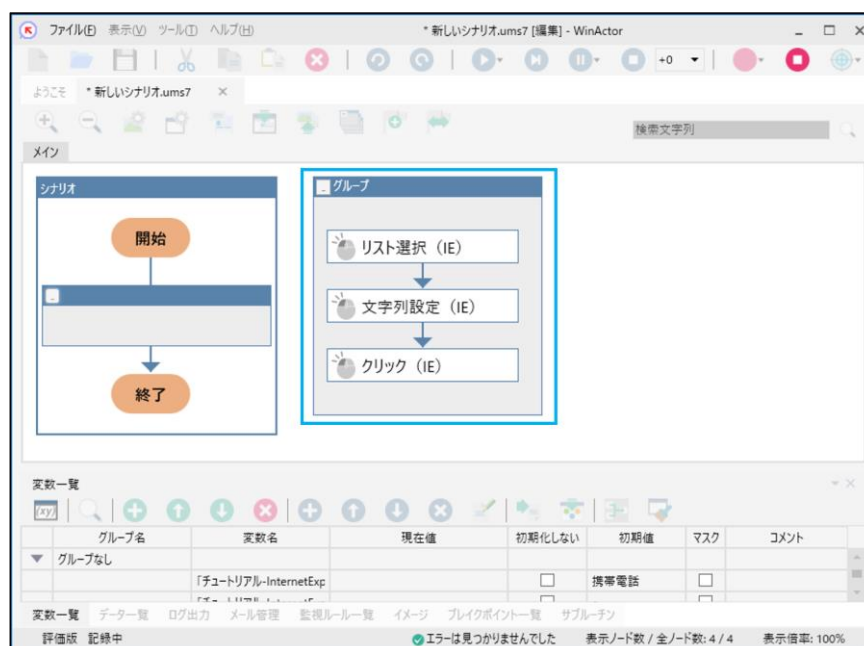 ファイル(F) 表示(V) ツール(T) ヘルプ(H) * 新しいシナリオ.ums7 [編集] - WinActor
+0
ようこそ * 新しいシナリオ.ums7
検索文字列
メイン
シナリオ
開始
終了
グループ
リスト選択（IE）
文字列設定（IE）
クリック（IE）
変数一覧
(xy)
グループ名 変数名 現在値 初期化しない 初期値 マスク コメント
グループなし
「チュートリアル-InternetExp 携帯電話
変数一覧 データ一覧 ログ出力 メール管理 監視ルール一覧 イメージ ブレイクポイント一覧 サブルーチン
評価版 記録中 エラーは見つかりませんでした 表示ノード数 / 全ノード数: 4 / 4 表示倍率: 100%